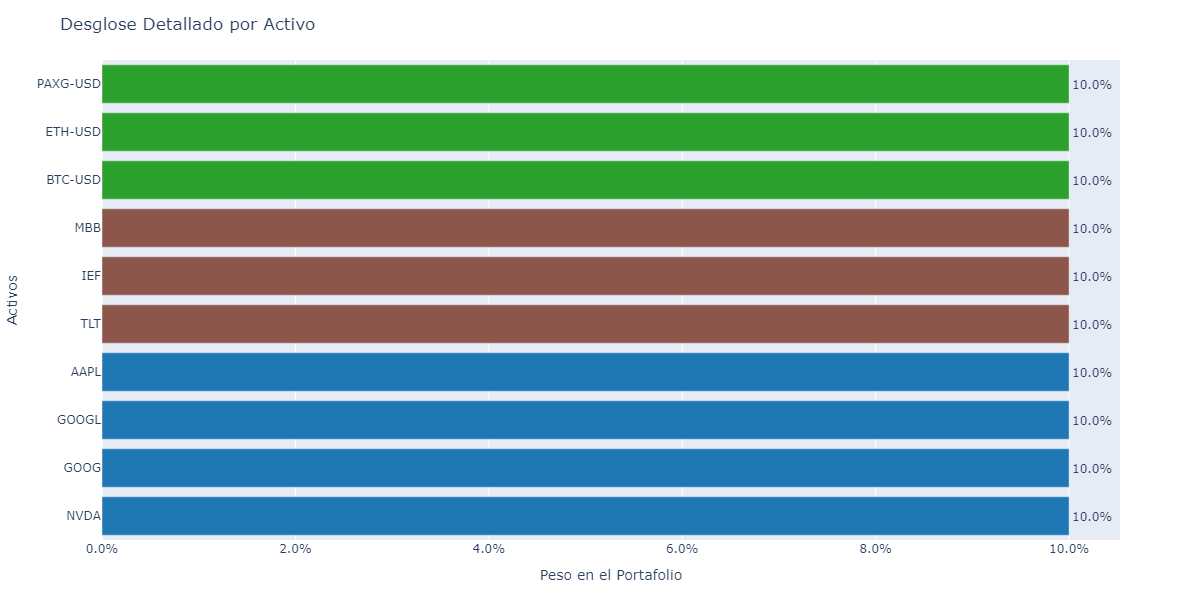 Desglose Detallado por Activo
Activos
PAXG-USD 10.0%
ETH-USD 10.0%
BTC-USD 10.0%
MBB 10.0%
IEF 10.0%
TLT 10.0%
AAPL 10.0%
GOOGL 10.0%
GOOG 10.0%
NVDA 10.0%
0.0% 2.0% 4.0% 6.0% 8.0% 10.0%
Peso en el Portafolio